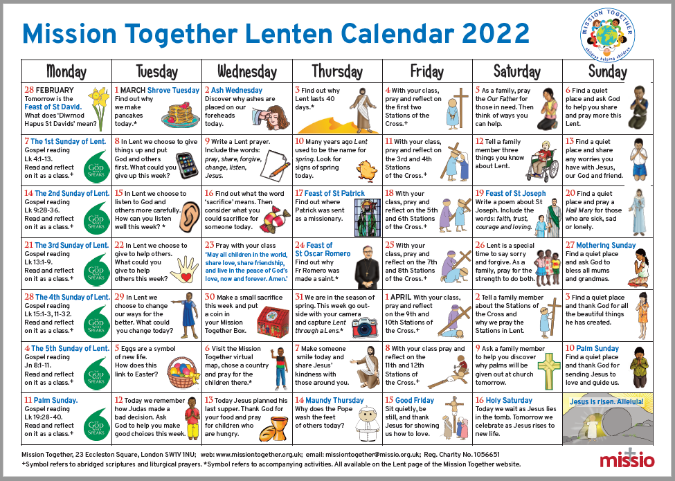 Mission Together Lenten Calendar 2022
MISSION TOGETHER
children helping children
Monday
Tuesday
Wednesday
Thursday
Friday
Saturday
Sunday
28 FEBRUARY
Tomorrow is the
Feast of St David.
What does 'Diwrnod
Hapus St Davids' mean?
1 MARCH Shrove Tuesday
Find out why
we make
pancakes
today.*
2 Ash Wednesday
Discover why ashes are
placed on our
foreheads
today.
3 Find out why
Lent lasts 40
days.*
4 With your class,
pray and reflect on
the first two
Stations of the
Cross.+
5 As a family, pray
the Our Father for
those in need. Then
think of ways you
can help.
6 Find a quiet
place and ask God
to help you share
and pray more this
Lent.
7 The 1st Sunday of Lent.
Gospel reading
Lk 4:1-13.
Read and reflect
on it as a class.+
GOD SPEAKS
8 In Lent we choose to give
things up and put
God and others
first. What could you
give up this week?
9 Write a Lent prayer.
Include the words:
pray, share, forgive,
change, listen,
Jesus.
10 Many years ago Lent
used to be the name for
spring. Look for
signs of spring
today.
11 With your class,
pray and reflect on
the 3rd and 4th
Stations
of the Cross.+
12 Tell a family
member three
things you know
about Lent.
13 Find a quiet
place and share
any worries you
have with Jesus,
our God and friend.
14 The 2nd Sunday of Lent.
Gospel reading
Lk 9:28-36.
Read and reflect
on it as a class.+
GOD SPEAKS
15 In Lent we choose to
listen to God and
others more carefully.
How can you listen
well this week? *
16 Find out what the word
'sacrifice' means. Then
consider what you
could sacrifice for
someone today.
17 Feast of St Patrick
Find out where
Patrick was sent
as a missionary.
18 With your
class, pray and
reflect on the 5th
and 6th Stations
of the Cross.+
19 Feast of St Joseph
Write a poem about St
Joseph. Include the
words: faith, trust,
courage and loving.
20 Find a quiet
place and pray a
Hail Mary for those
who are sick, sad
or lonely.
21 The 3rd Sunday of Lent.
Gospel reading
Lk 13:1-9.
Read and reflect
on it as a class.+
GOD SPEAKS
22 In Lent we choose
to give to help others.
What could you
give to help
others this week?
23 Pray with your class
'May all children in the world,
share love, share friendship,
and live in the peace of God's
love, now and forever. Amen.'
24 Feast of
St Oscar Romero
Find out why
Fr Romero was
made a saint.*
25 With your
class, pray and
reflect on the 7th
and 8th Stations
of the Cross.+
26 Lent is a special
time to say sorry
and forgive. As a
family, pray for the
strength to do both.
27 Mothering Sunday
Find a quiet place
and ask God to
bless all mums
and grandmas.
28 The 4th Sunday of Lent.
Gospel reading
Lk 15:1-3, 11-32.
Read and reflect
on it as a class.+
GOD SPEAKS
29 In Lent we
choose to change
our ways for the
better. What could
you change today?
30 Make a small sacrifice
this week and put
a coin in
your Mission
Together Box.
31 We are in the season of
spring. This week go out-
side with your camera
and capture Lent
through a Lens.*
1 APRIL With your class,
pray and reflect
on the 9th and
10th Stations of
the Cross.+
2 Tell a family member
about the Stations of
the Cross and
why we pray the
Stations in Lent.
3 Find a quiet place
and thank God for all
the beautiful things
he has created.
4 The 5th Sunday of Lent.
Gospel reading
Jn 8:1-11.
Read and reflect
on it as a class.+
GOD SPEAKS
5 Eggs are a symbol
of new life.
How does this
link to Easter?
6 Visit the Mission
Together virtual
map, chose a country
and pray for the
children there.*
7 Make someone
smile today and
share Jesus'
kindness with
those around you.
8 With your class pray and
reflect on the
11th and 12th
Stations of
the Cross.+
9 Ask a family member
to help you discover
why palms will be
given out at church
tomorrow.
10 Palm Sunday
Find a quiet place
and thank God for
sending Jesus to
love and guide us.
11 Palm Sunday.
Gospel reading
Lk 19:28-40.
Read and reflect
on it as a class.+
GOD SPEAKS
12 Today we remember
how Judas made a
bad decision. Ask
God to help you make
good choices this week.
13 Today Jesus planned his
last supper. Thank God for
your food and pray
for children who
are hungry.
14 Maundy Thursday
Why does the Pope
wash the feet
of others today?
15 Good Friday
Sit quietly, be
still, and thank
Jesus for showing
us how to love.
16 Holy Saturday
Today we wait as Jesus lies
in the tomb. Tomorrow we
celebrate as Jesus rises to
new life.
Jesus is risen. Alleluia!
Mission Together, 23 Eccleston Square, London SW1V 1NU; web: www.missiontogether.org.uk; email: missiontogether@missio.org.uk; Reg. Charity No. 1056651
+Symbol refers to abridged scriptures and liturgical prayers. *Symbol refers to accompanying activities. All available on the Lent page of the Mission Together website.
missio